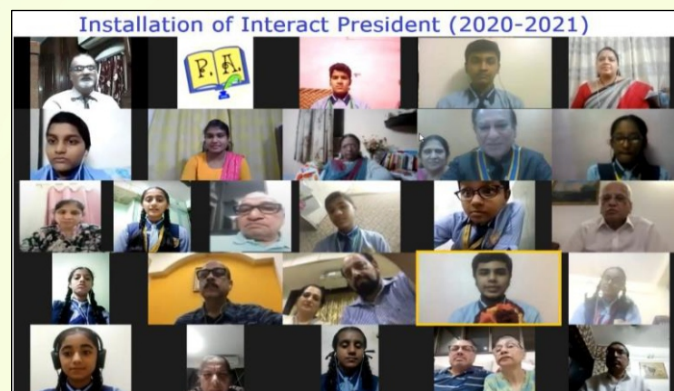 Installation of Interact President (2020-2021)
P. A.